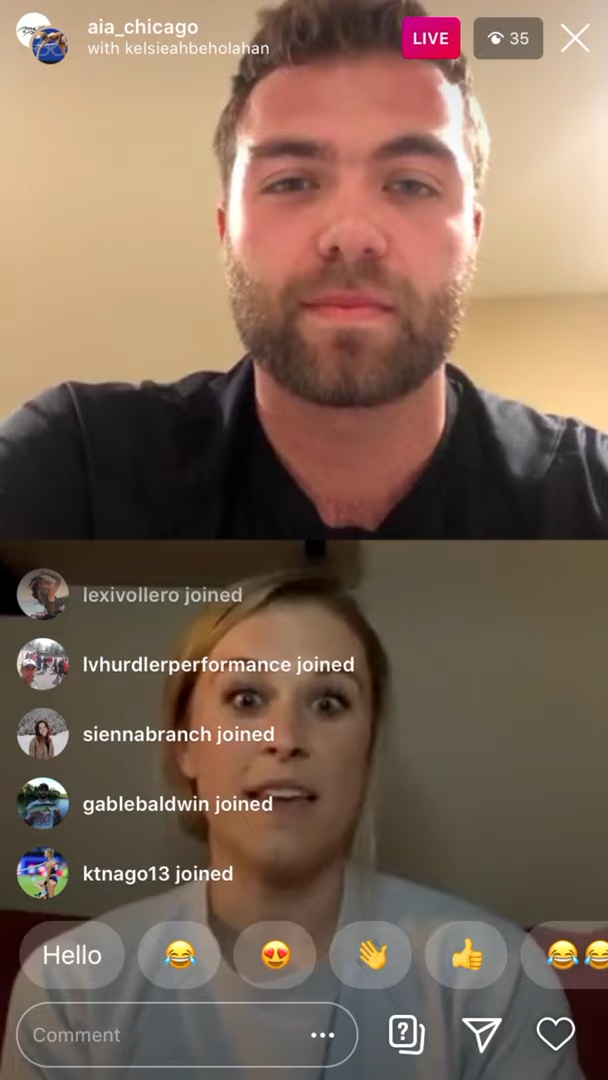 aia_chicago
with kelsieahbeholahan
LIVE
35
lexivollero joined
lvhurdlerperformance joined
siennabranch joined
gablebaldwin joined
ktnago13 joined
Hello
Comment